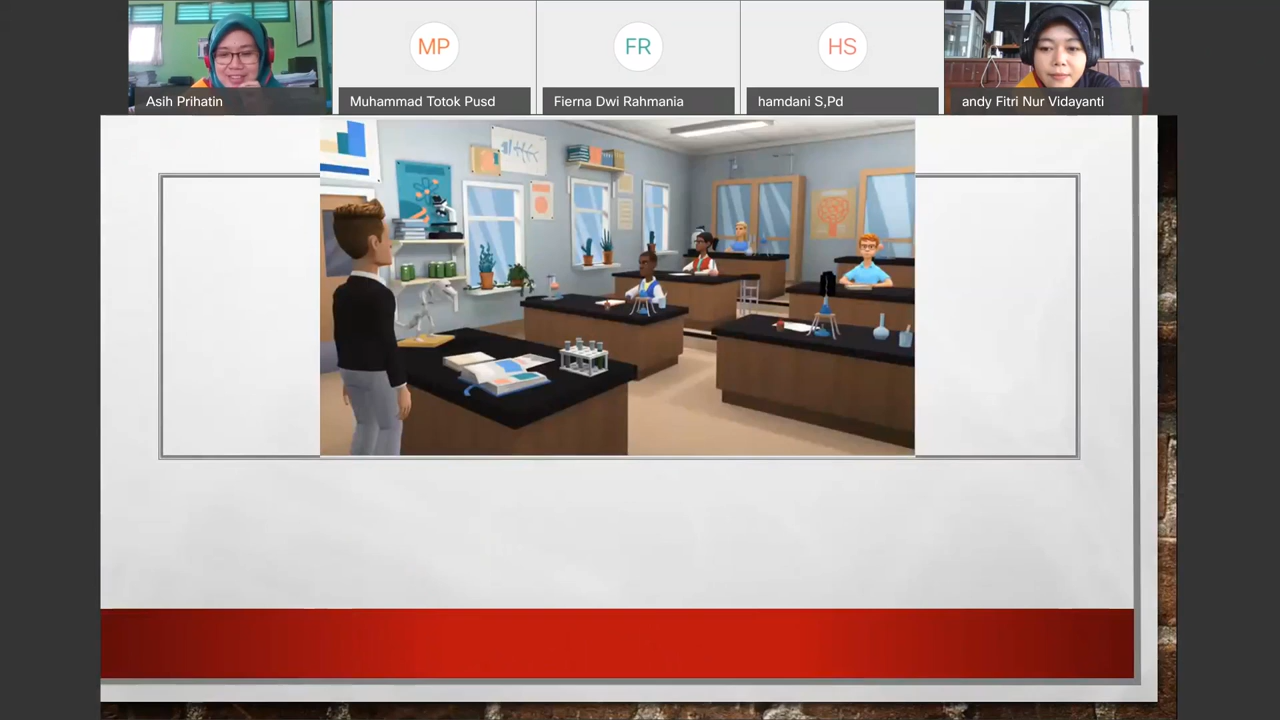 MP
FR
HS
Asih Prihatin
Muhammad Totok Pusd
Fierna Dwi Rahmania
hamdani S,Pd
andy Fitri Nur Vidayanti